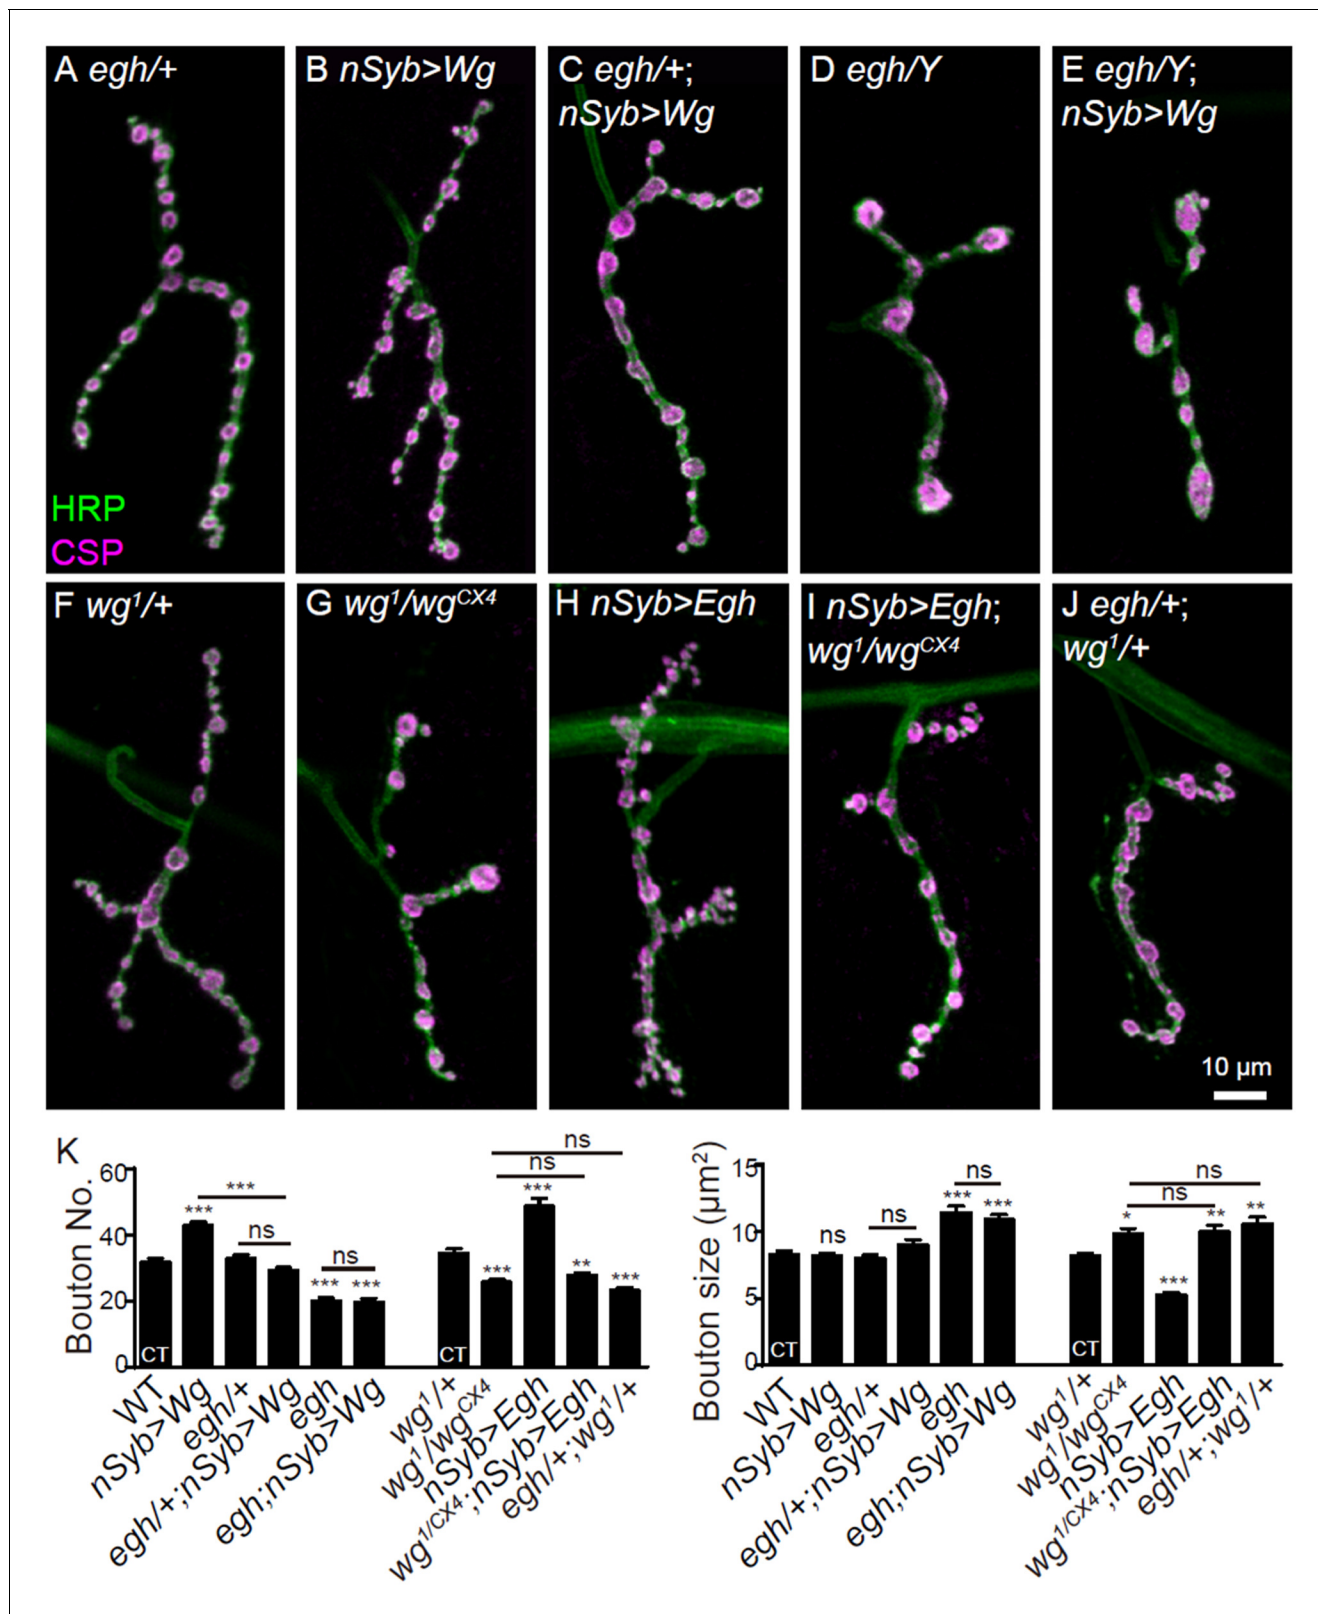 A egh/+
B nSyb>Wg
C egh/+;
nSyb>Wg
D egh/Y
E egh/Y;
nSyb>Wg
HRP
CSP
F wg¹/+
G wg¹/wgᶜˣ⁴
H nSyb>Egh
I nSyb>Egh;
wg¹/wgᶜˣ⁴
J egh/+;
wg¹/+
10 μm
K
Bouton No.
60
40
20
0
***
***
ns
ns
***
***
ns
ns
***
***
**
***
CT
CT
WT
nSyb>Wg
egh/+
egh/+;nSyb>Wg
egh
egh;nSyb>Wg
wg¹/+
wg¹/wgᶜˣ⁴
nSyb>Egh
wg¹/ᶜˣ⁴;nSyb>Egh
egh/+;wg¹/+
Bouton size (μm²)
15
10
5
0
ns
ns
ns
***
***
ns
ns
*
***
**
**
CT
CT
WT
nSyb>Wg
egh/+
egh/+;nSyb>Wg
egh
egh;nSyb>Wg
wg¹/+
wg¹/wgᶜˣ⁴
nSyb>Egh
wg¹/ᶜˣ⁴;nSyb>Egh
egh/+;wg¹/+